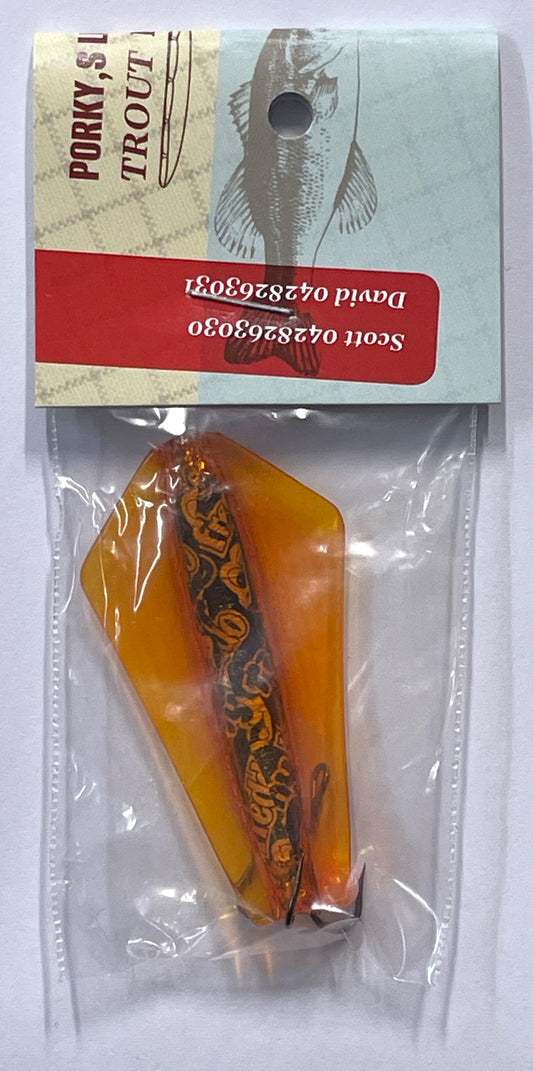 PORKY,S L
TROUT
Scott 0428263030
David 0428263031